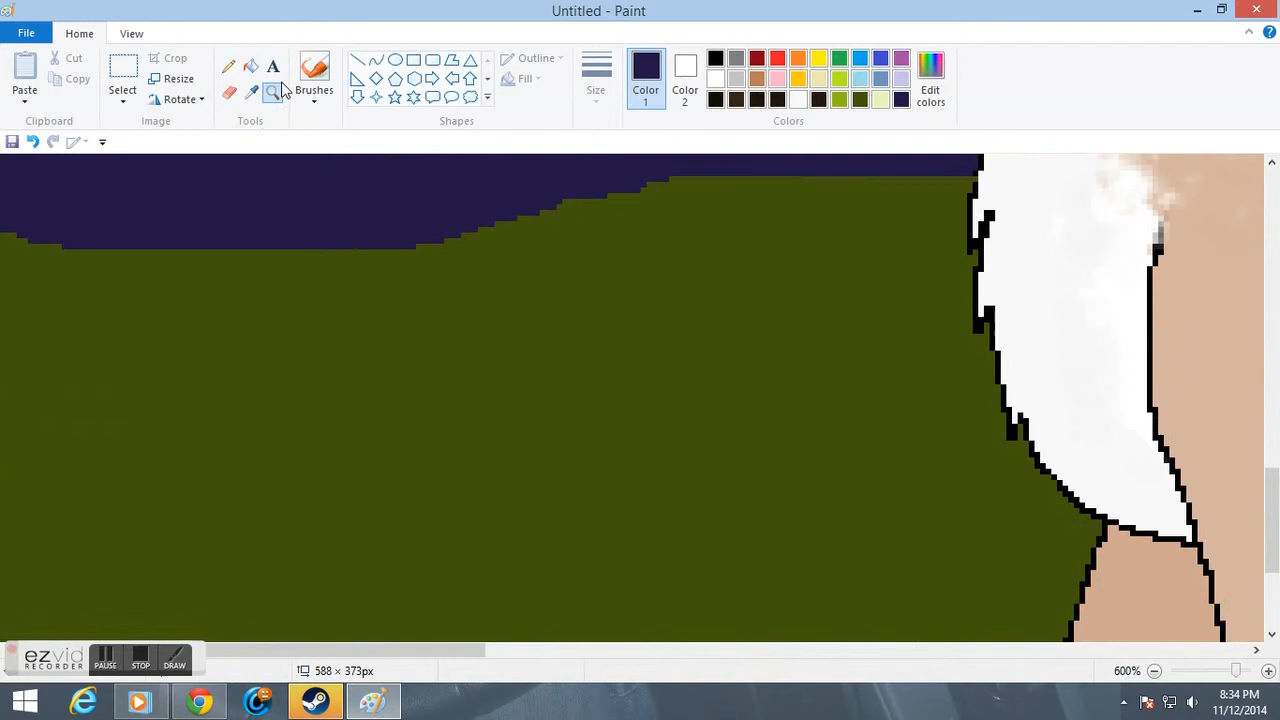 Untitled - Paint
File Home View
Paste
Cut
Copy
Clipboard
Select
Crop
Resize
Rotate
Image
A
Tools
Brushes
Shapes
Outline
Fill
Size
Color 1
Color 2
Colors
Edit colors
ezvid
RECORDER
PAUSE STOP DRAW
588 × 373px
600%
8:34 PM
11/12/2014